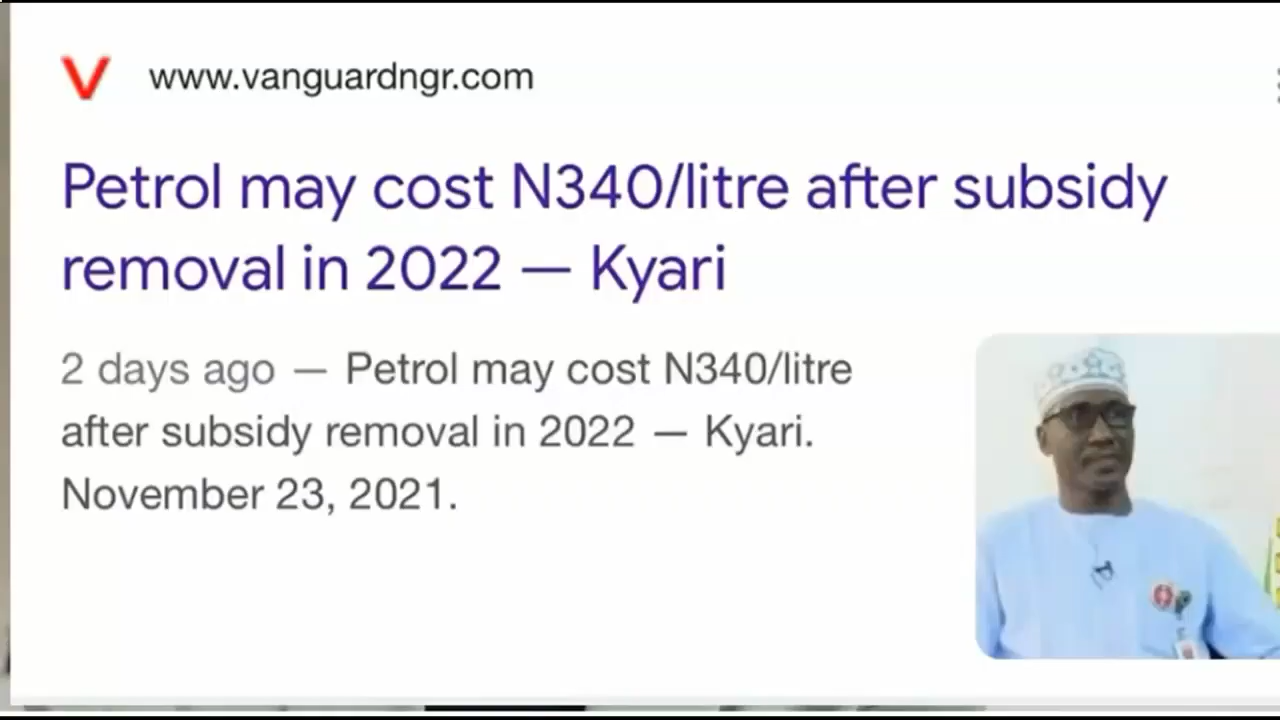 www.vanguardngr.com
Petrol may cost N340/litre after subsidy
removal in 2022 — Kyari
2 days ago — Petrol may cost N340/litre
after subsidy removal in 2022 — Kyari.
November 23, 2021.